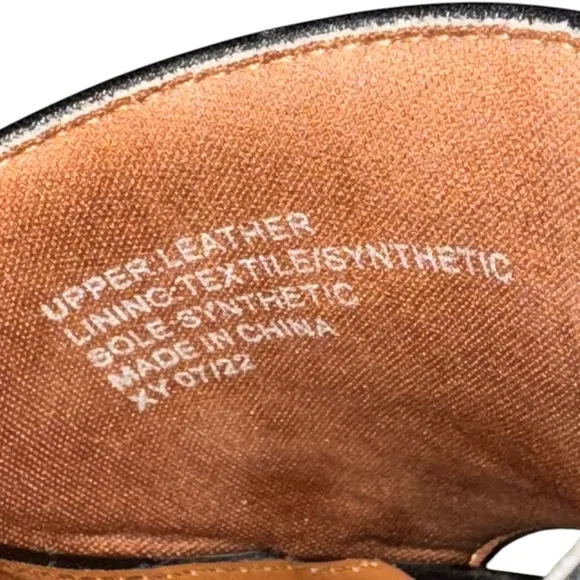 UPPER:LEATHER
LINING:TEXTILE/SYNTHETIC
SOLE:SYNTHETIC
MADE IN CHINA
XY 07/22